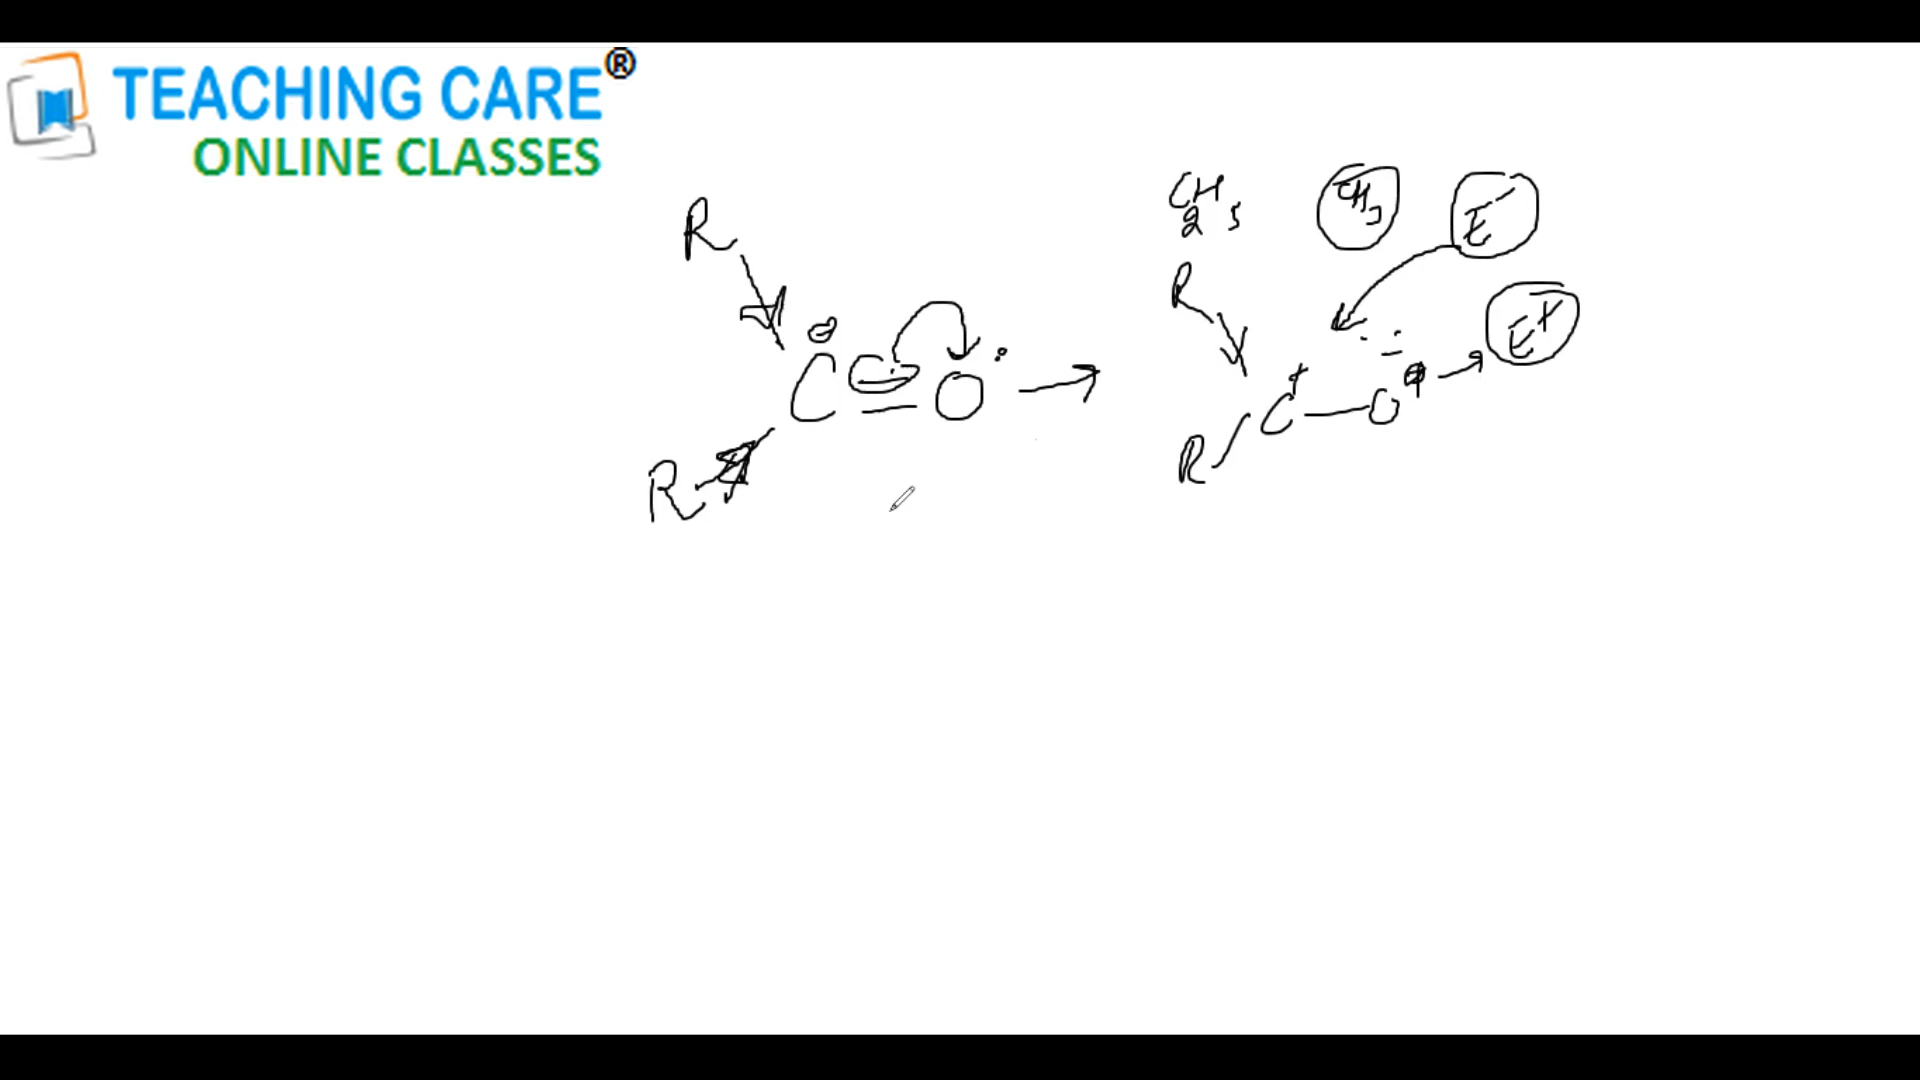 TEACHING CARE®
ONLINE CLASSES
R
C = O
R
C2H5 CH3 E
R
E+
C+ — O
R